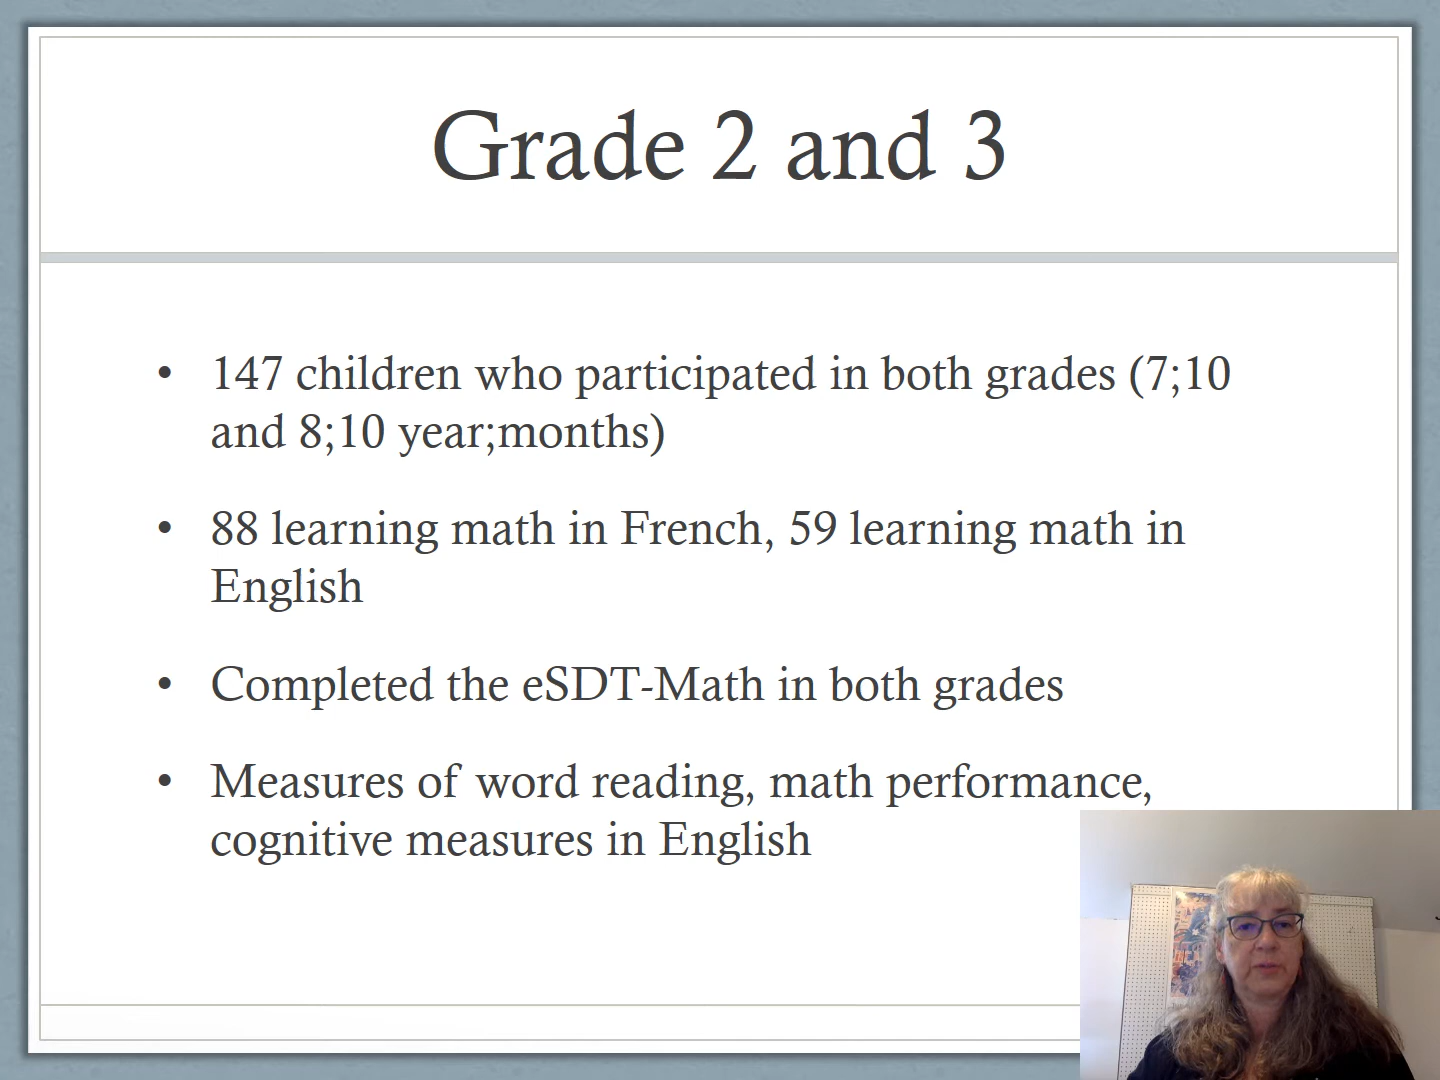 Grade 2 and 3
• 147 children who participated in both grades (7;10
and 8;10 year;months)
• 88 learning math in French, 59 learning math in
English
• Completed the eSDT-Math in both grades
• Measures of word reading, math performance,
cognitive measures in English